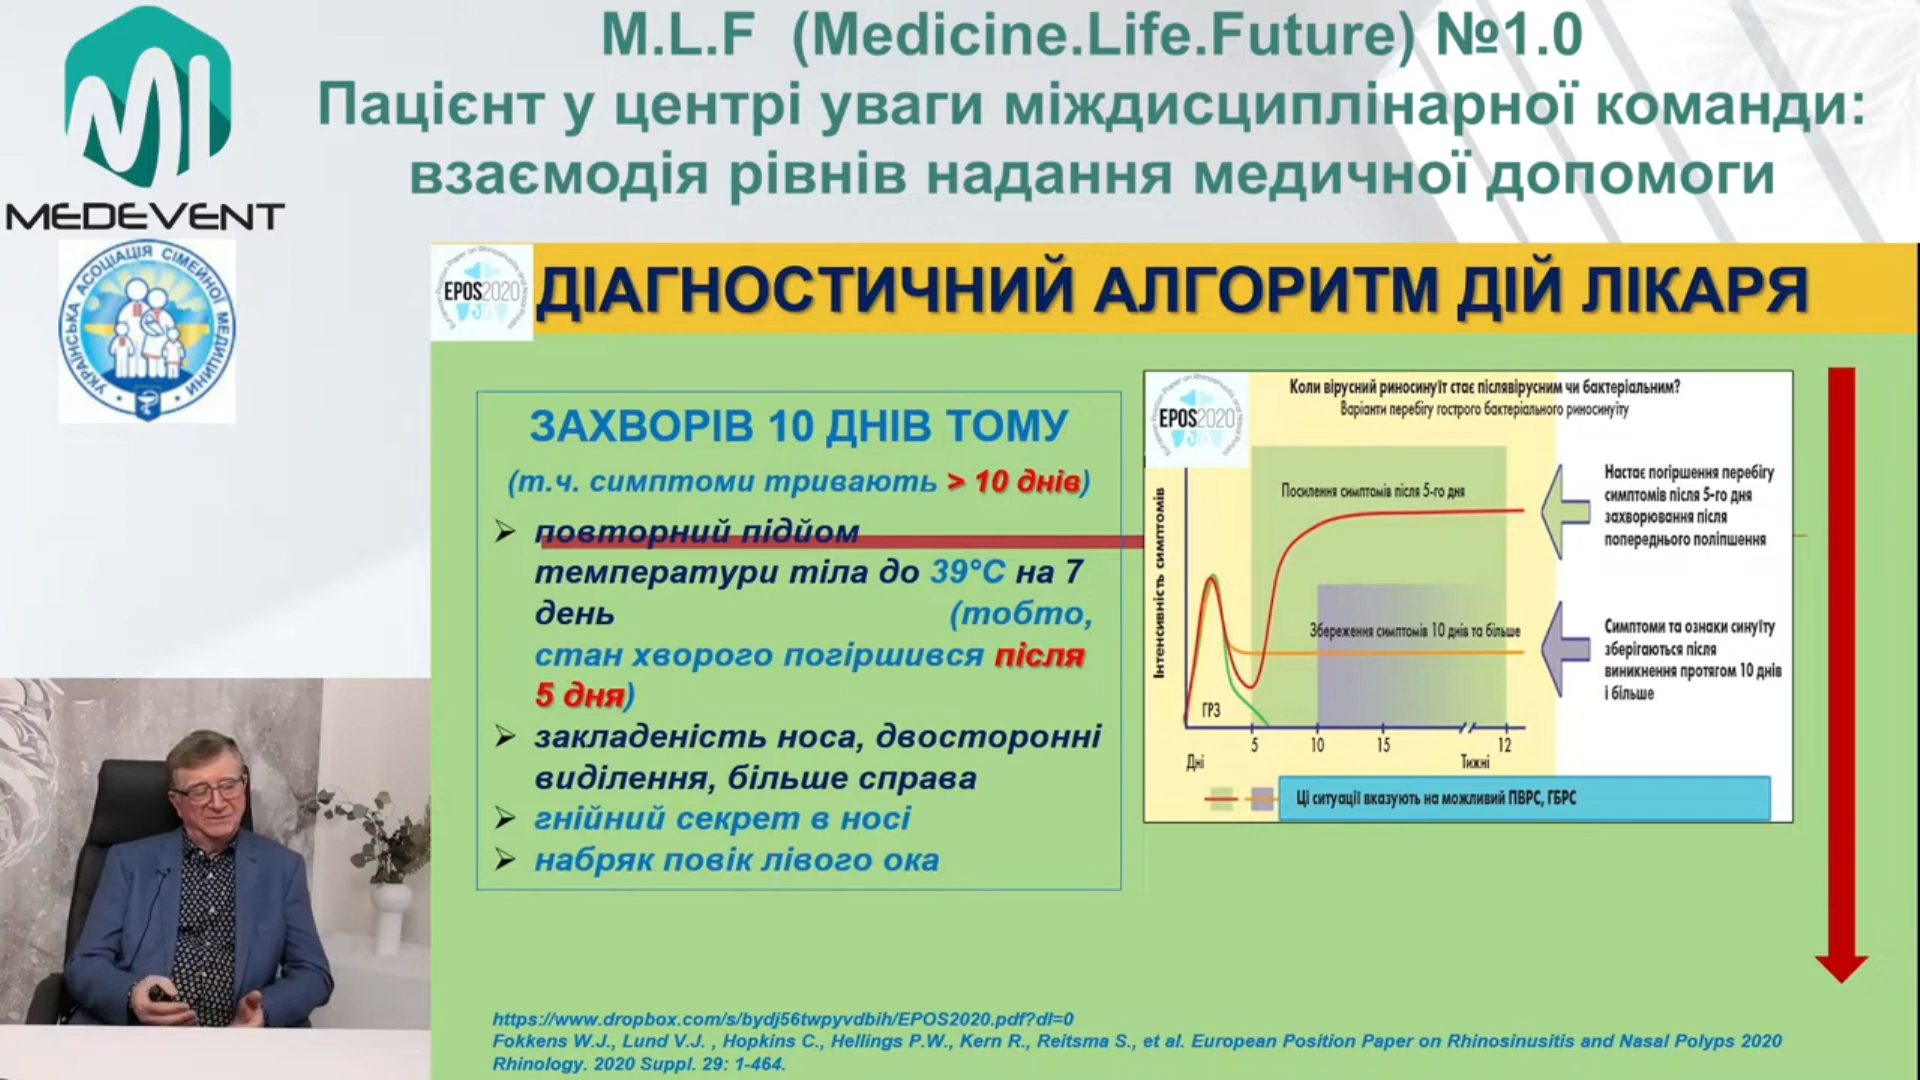 M.L.F (Medicine.Life.Future) №1.0
Пацієнт у центрі уваги міждисциплінарної команди:
взаємодія рівнів надання медичної допомоги
MEDEVENT
УКРАЇНСЬКА АСОЦІАЦІЯ СІМЕЙНОЇ МЕДИЦИНИ
EPOS2020
ДІАГНОСТИЧНИЙ АЛГОРИТМ ДІЙ ЛІКАРЯ
ЗАХВОРІВ 10 ДНІВ ТОМУ
(т.ч. симптоми тривають > 10 днів)
повторний підйом
температури тіла до 39°С на 7
день (тобто,
стан хворого погіршився після
5 дня)
закладеність носа, двосторонні
виділення, більше справа
гнійний секрет в носі
набряк повік лівого ока
EPOS2020
Коли вірусний риносинуїт стає післявірусним чи бактеріальним?
Варіанти перебігу гострого бактеріального риносинуїту
Інтенсивність симптомів
Посилення симптомів після 5-го дня
Збереження симптомів 10 днів та більше
ГРЗ
5 10 15 12
Дні Тижні
Настає погіршення перебігу
симптомів після 5-го дня
захворювання після
попереднього поліпшення
Симптоми та ознаки синуїту
зберігаються після
виникнення протягом 10 днів
і більше
Ці ситуації вказують на можливий ПВРС, ГБРС
https://www.dropbox.com/s/bydj56twpyvdbih/EPOS2020.pdf?dl=0
Fokkens W.J., Lund V.J. , Hopkins C., Hellings P.W., Kern R., Reitsma S., et al. European Position Paper on Rhinosinusitis and Nasal Polyps 2020
Rhinology. 2020 Suppl. 29: 1-464.